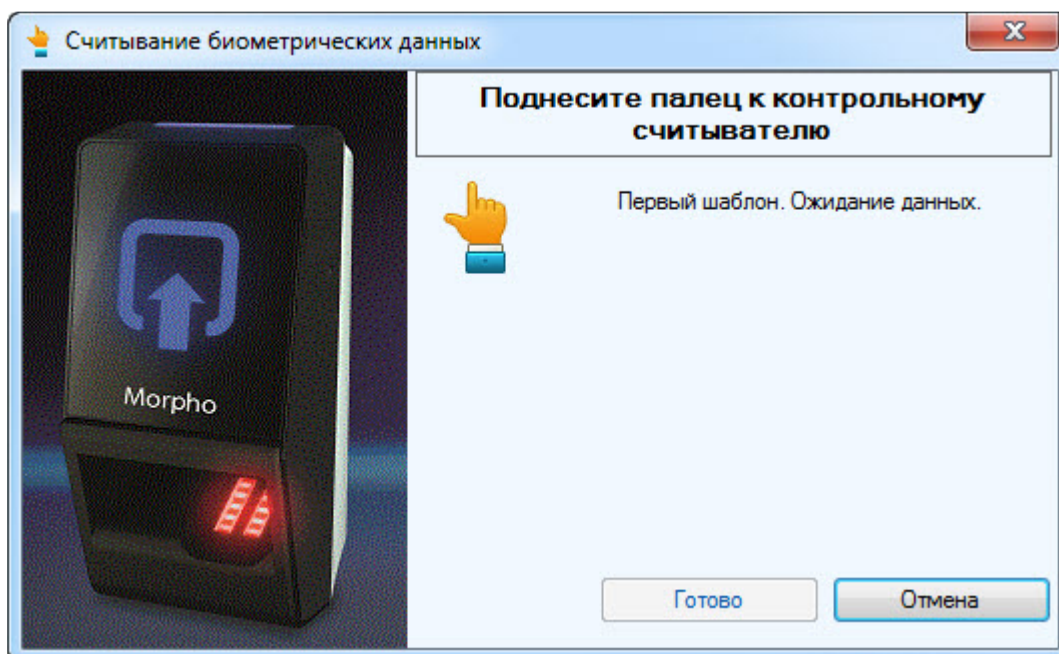 Считывание биометрических данных
Поднесите палец к контрольному
считывателю
Первый шаблон. Ожидание данных.
Morpho
Готово
Отмена